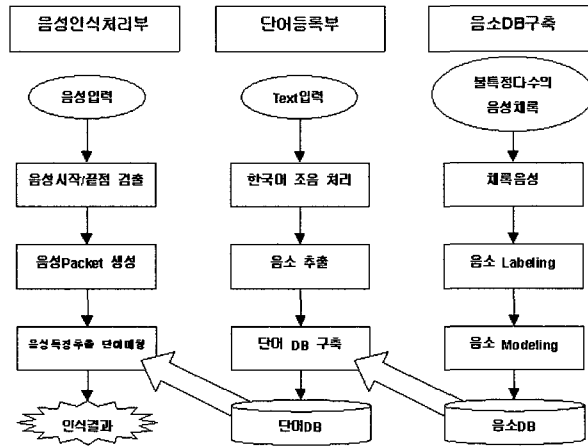 음성인식처리부
단어등록부
음소DB구축
음성입력
Text입력
불특정다수의
음성채록
음성시작/끝점 검출
한국어 조음 처리
채록음성
음성Packet 생성
음소 추출
음소 Labeling
음성특징추출 단어매칭
단어 DB 구축
음소 Modeling
인식결과
단어DB
음소DB